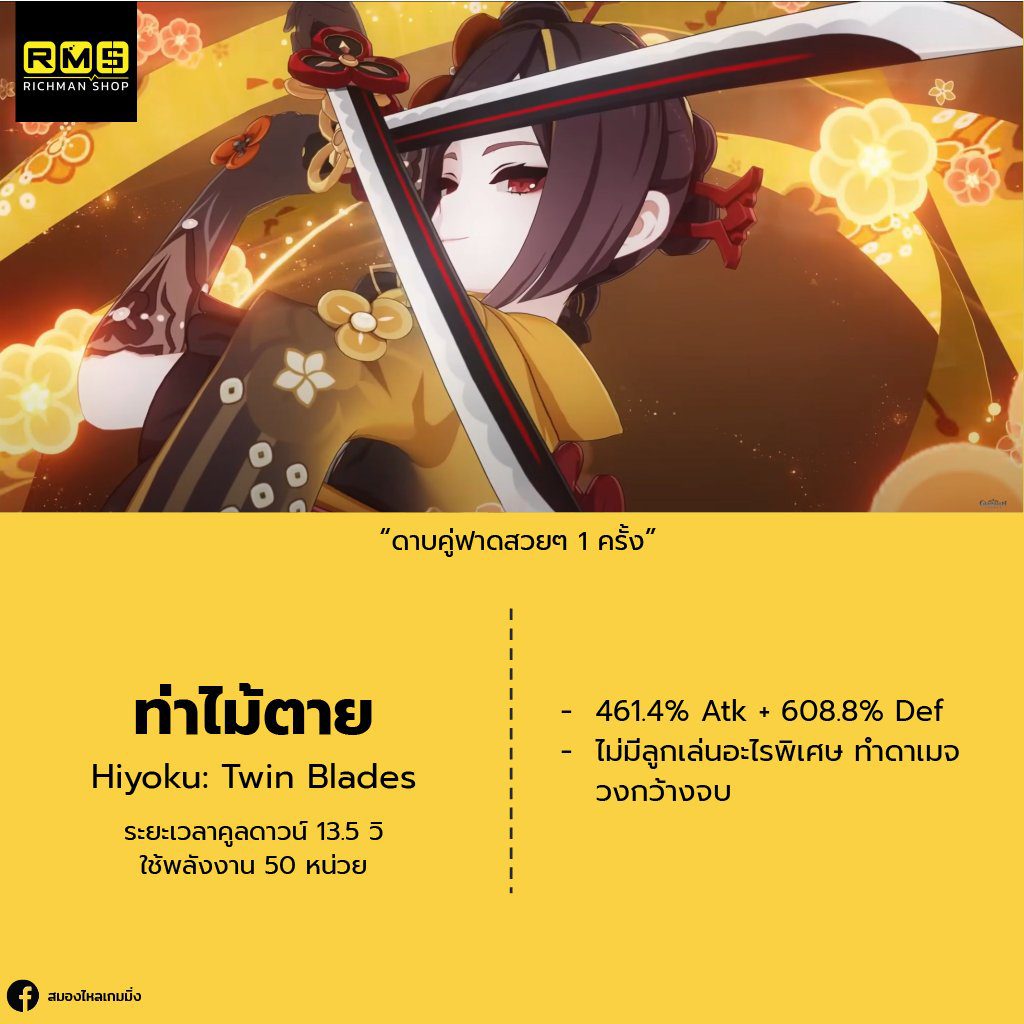 RMS
RICHMAN SHOP
“ดาบคู่ฟาดสวยๆ 1 ครั้ง”
ท่าไม้ตาย
Hiyoku: Twin Blades
ระยะเวลาคูลดาวน์ 13.5 วิ
ใช้พลังงาน 50 หน่วย
- 461.4% Atk + 608.8% Def
- ไม่มีลูกเล่นอะไรพิเศษ ทำดาเมจ
วงกว้างจบ
สมองไหลเกมมิ่ง